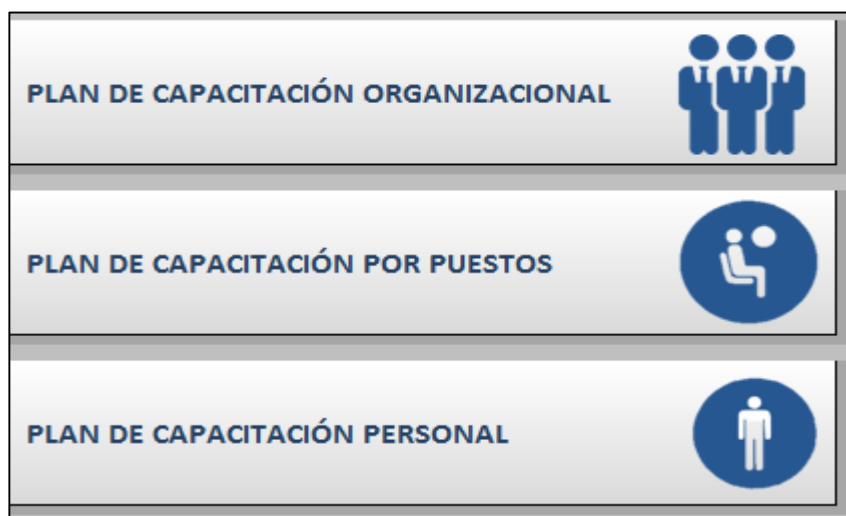 PLAN DE CAPACITACIÓN ORGANIZACIONAL
PLAN DE CAPACITACIÓN POR PUESTOS
PLAN DE CAPACITACIÓN PERSONAL